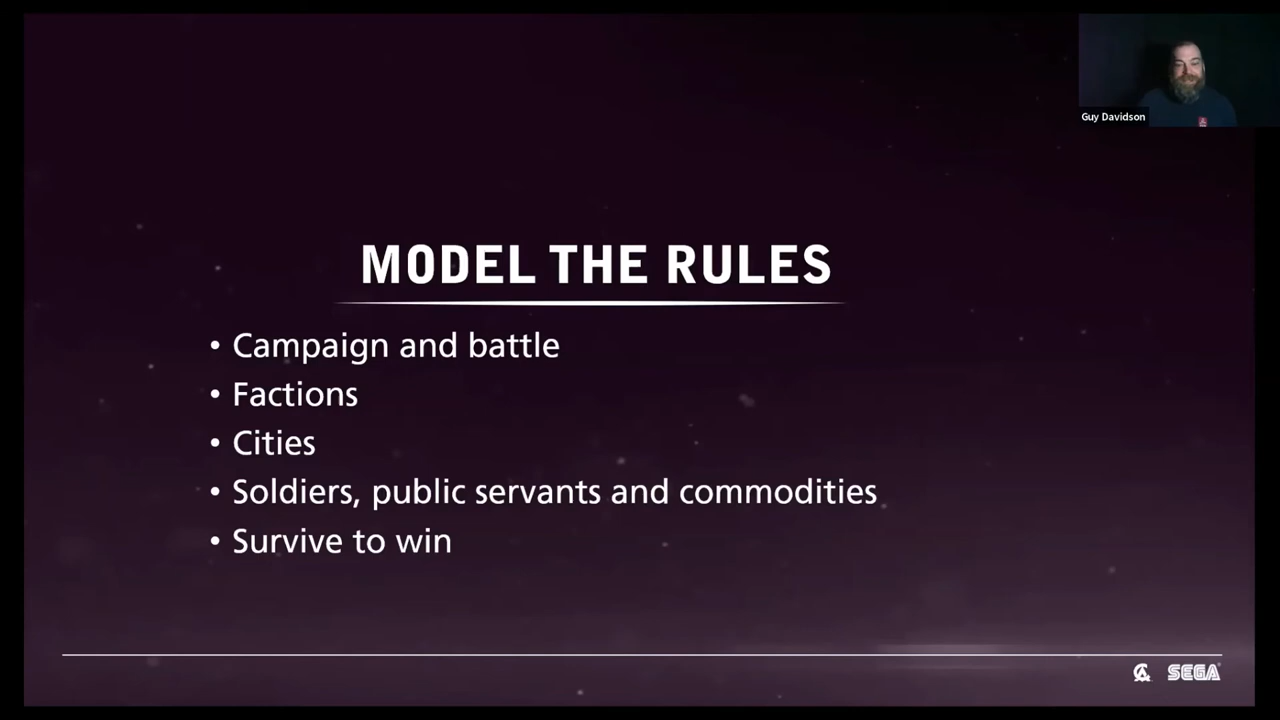 Guy Davidson
MODEL THE RULES
• Campaign and battle
• Factions
• Cities
• Soldiers, public servants and commodities
• Survive to win
SEGA